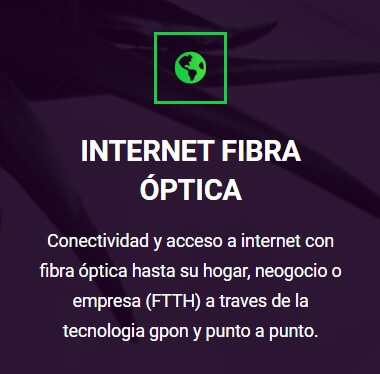 INTERNET FIBRA
ÓPTICA
Conectividad y acceso a internet con
fibra óptica hasta su hogar, neogocio o
empresa (FTTH) a traves de la
tecnologia gpon y punto a punto.